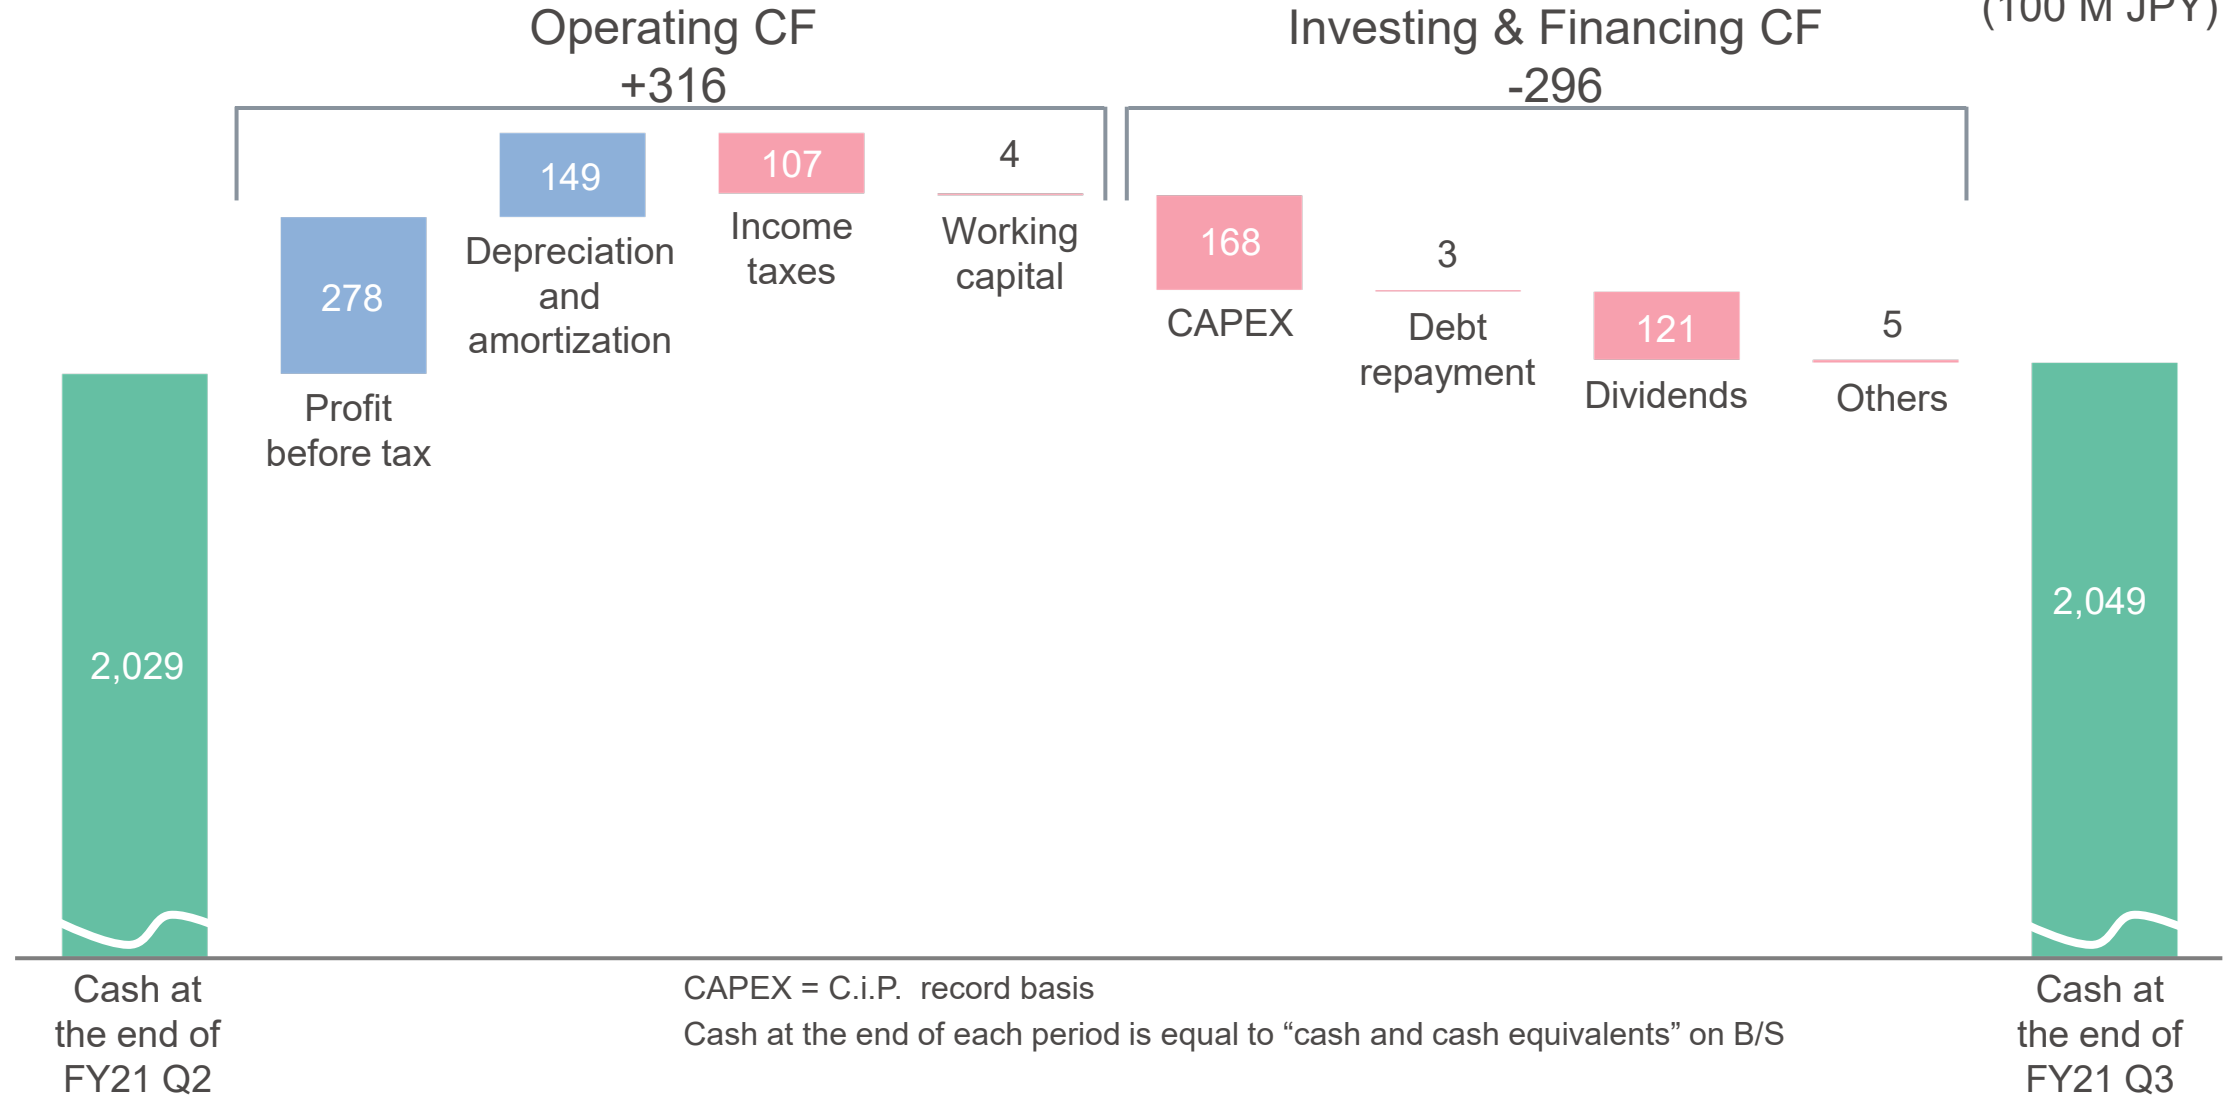 Operating CF
+316
Investing & Financing CF
-296
(100 M JPY)
2,029
278
Profit
before tax
149
Depreciation
and
amortization
107
Income
taxes
4
Working
capital
168
CAPEX
3
Debt
repayment
121
Dividends
5
Others
2,049
Cash at
the end of
FY21 Q2
CAPEX = C.i.P.  record basis
Cash at the end of each period is equal to “cash and cash equivalents” on B/S
Cash at
the end of
FY21 Q3